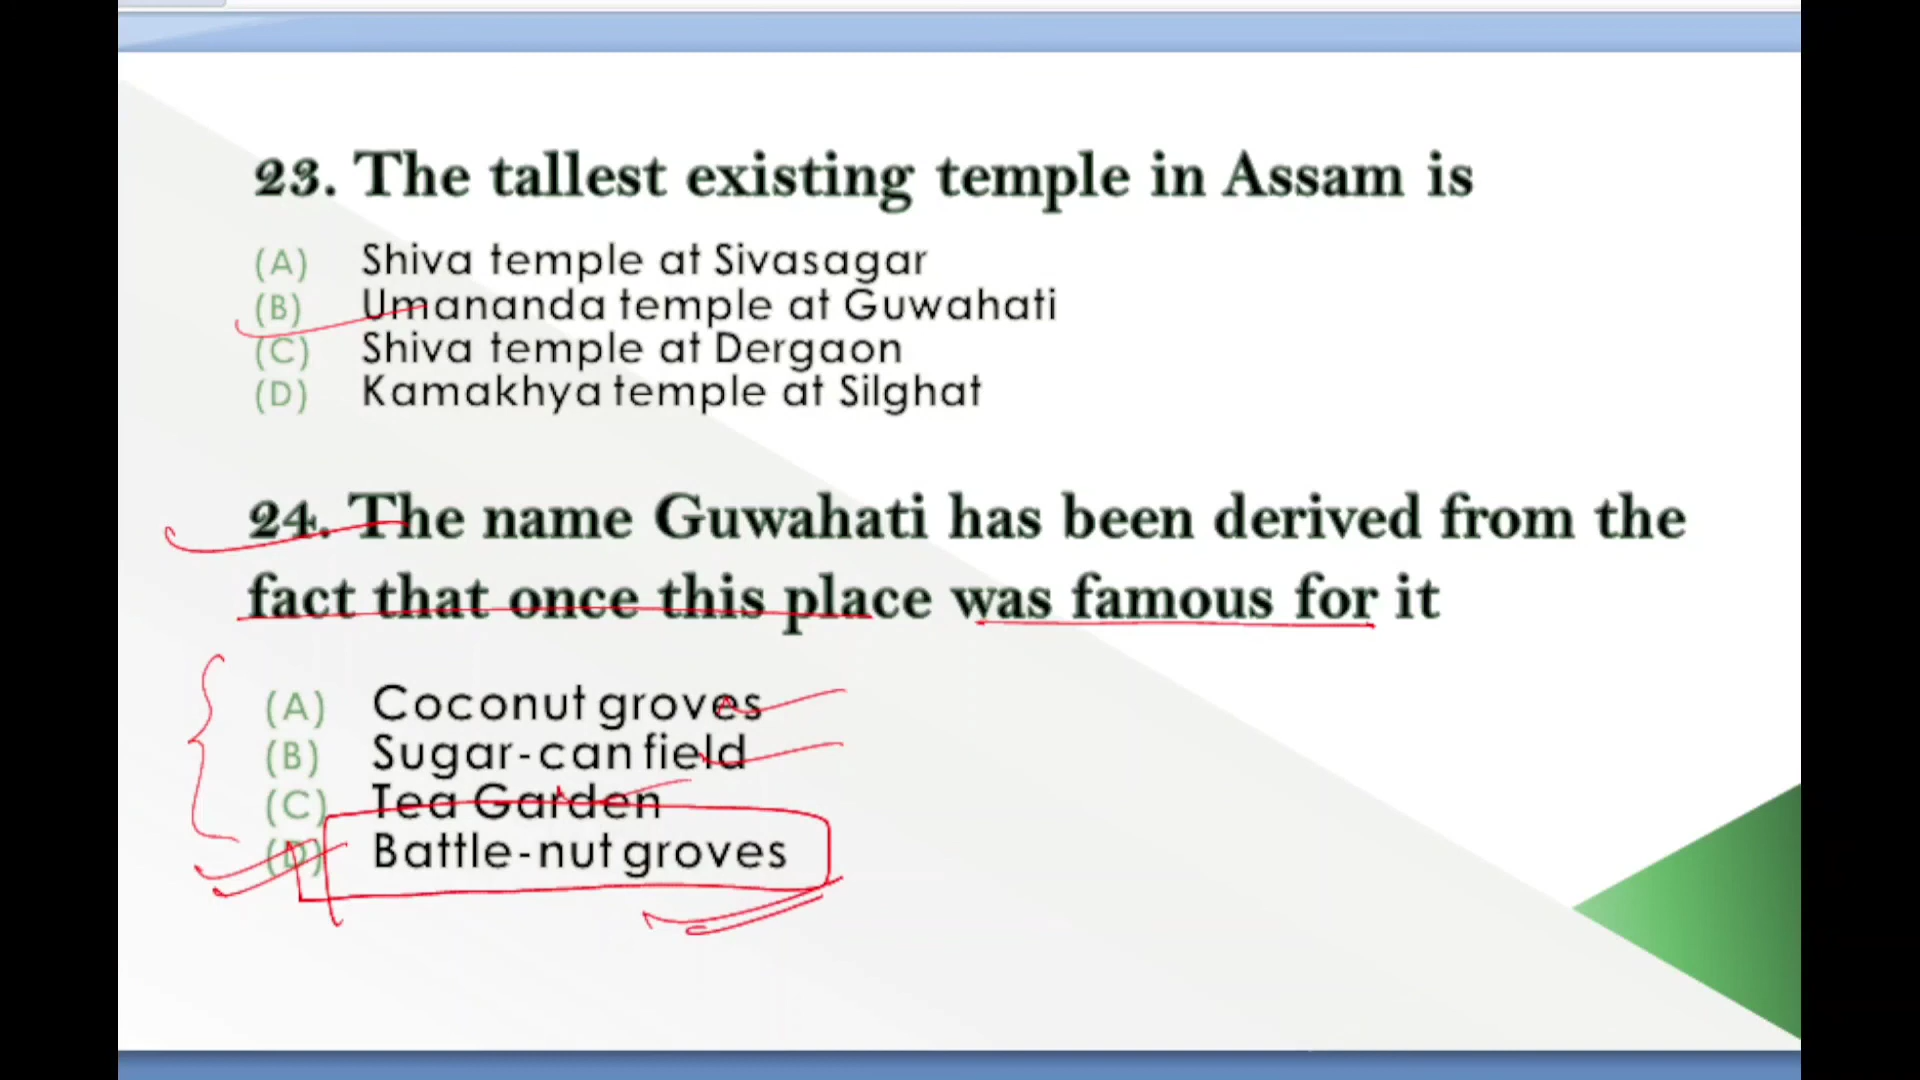 23. The tallest existing temple in Assam is
(A) Shiva temple at Sivasagar
(B) Umananda temple at Guwahati
(C) Shiva temple at Dergaon
(D) Kamakhya temple at Silghat
24. The name Guwahati has been derived from the
fact that once this place was famous for it
(A) Coconut groves
(B) Sugar-can field
(C) Tea Garden
(D) Battle-nut groves